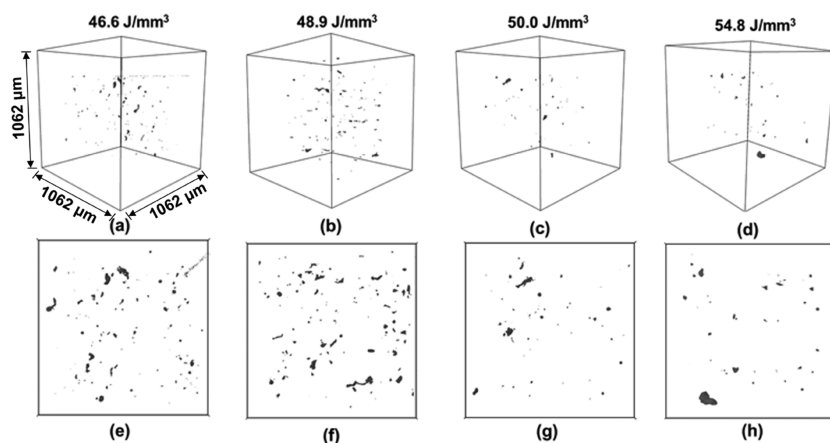 46.6 J/mm³ 48.9 J/mm³ 50.0 J/mm³ 54.8 J/mm³
1062 µm
1062 µm 1062 µm
(a) (b) (c) (d)
(e) (f) (g) (h)